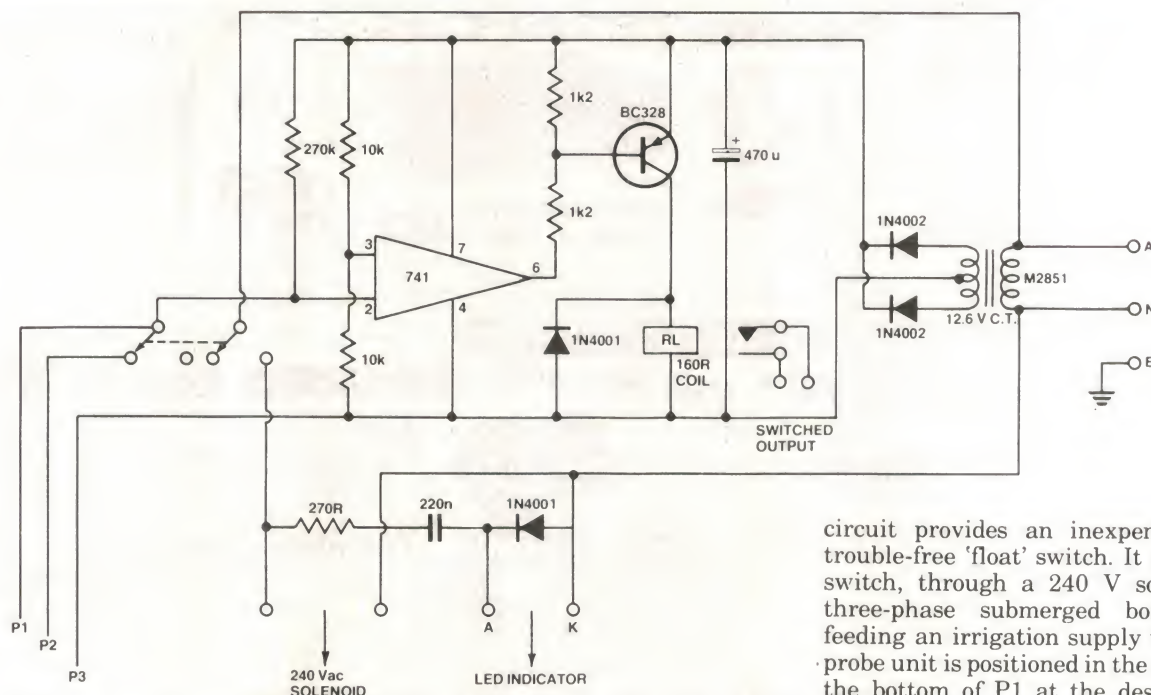 270k
10k
1k2
BC328
470 u
+
1N4002
A
3
7
741
6
1k2
M2851
N
2
4
12.6 V C.T.
1N4001
RL
1N4002
10k
160R
COIL
E
SWITCHED
OUTPUT
270R
220n
1N4001
circuit provides an inexpen
trouble-free 'float' switch. It
switch, through a 240 V so
three-phase submerged bo
feeding an irrigation supply
probe unit is positioned in the
the bottom of P1 at the des
P1
P2
P3
A
K
240 Vac
SOLENOID
LED INDICATOR